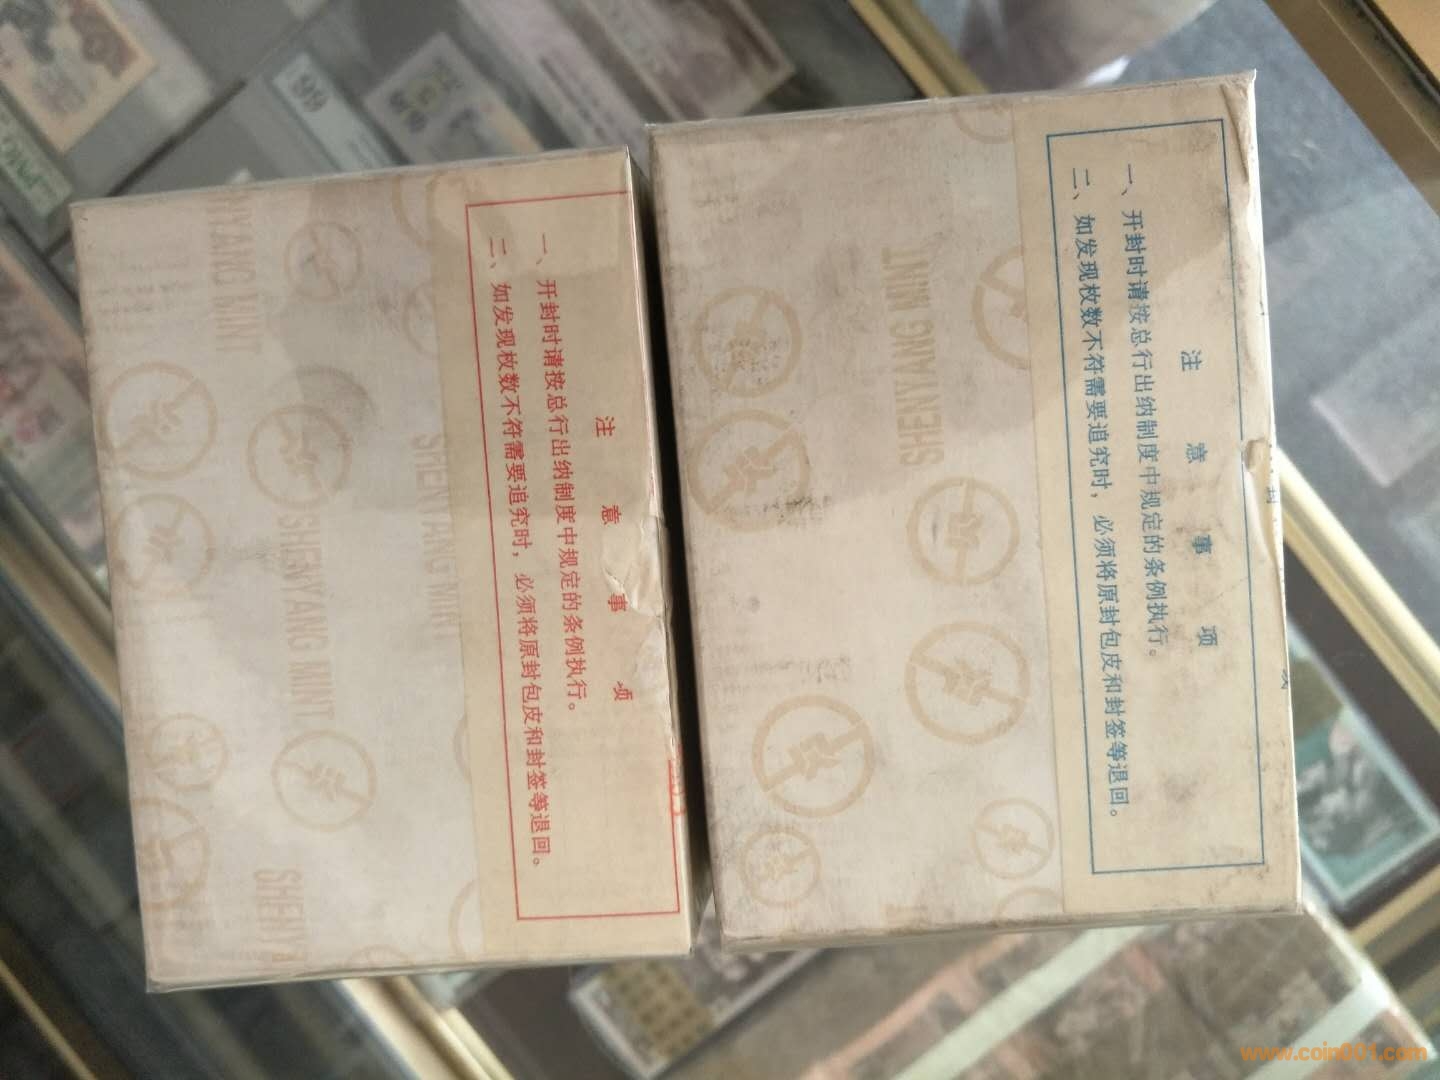 注 意 事 项
一、开封时请按总行出纳制度中规定的条例执行。
二、如发现枚数不符需要追究时，必须将原封包皮和封签等退回。
SHENYANG MINT
SHENYANG MINT
注 意 事 项
一、开封时请按总行出纳制度中规定的条例执行。
二、如发现枚数不符需要追究时，必须将原封包皮和封签等退回。
SHENYANG MINT
www.coin001.com